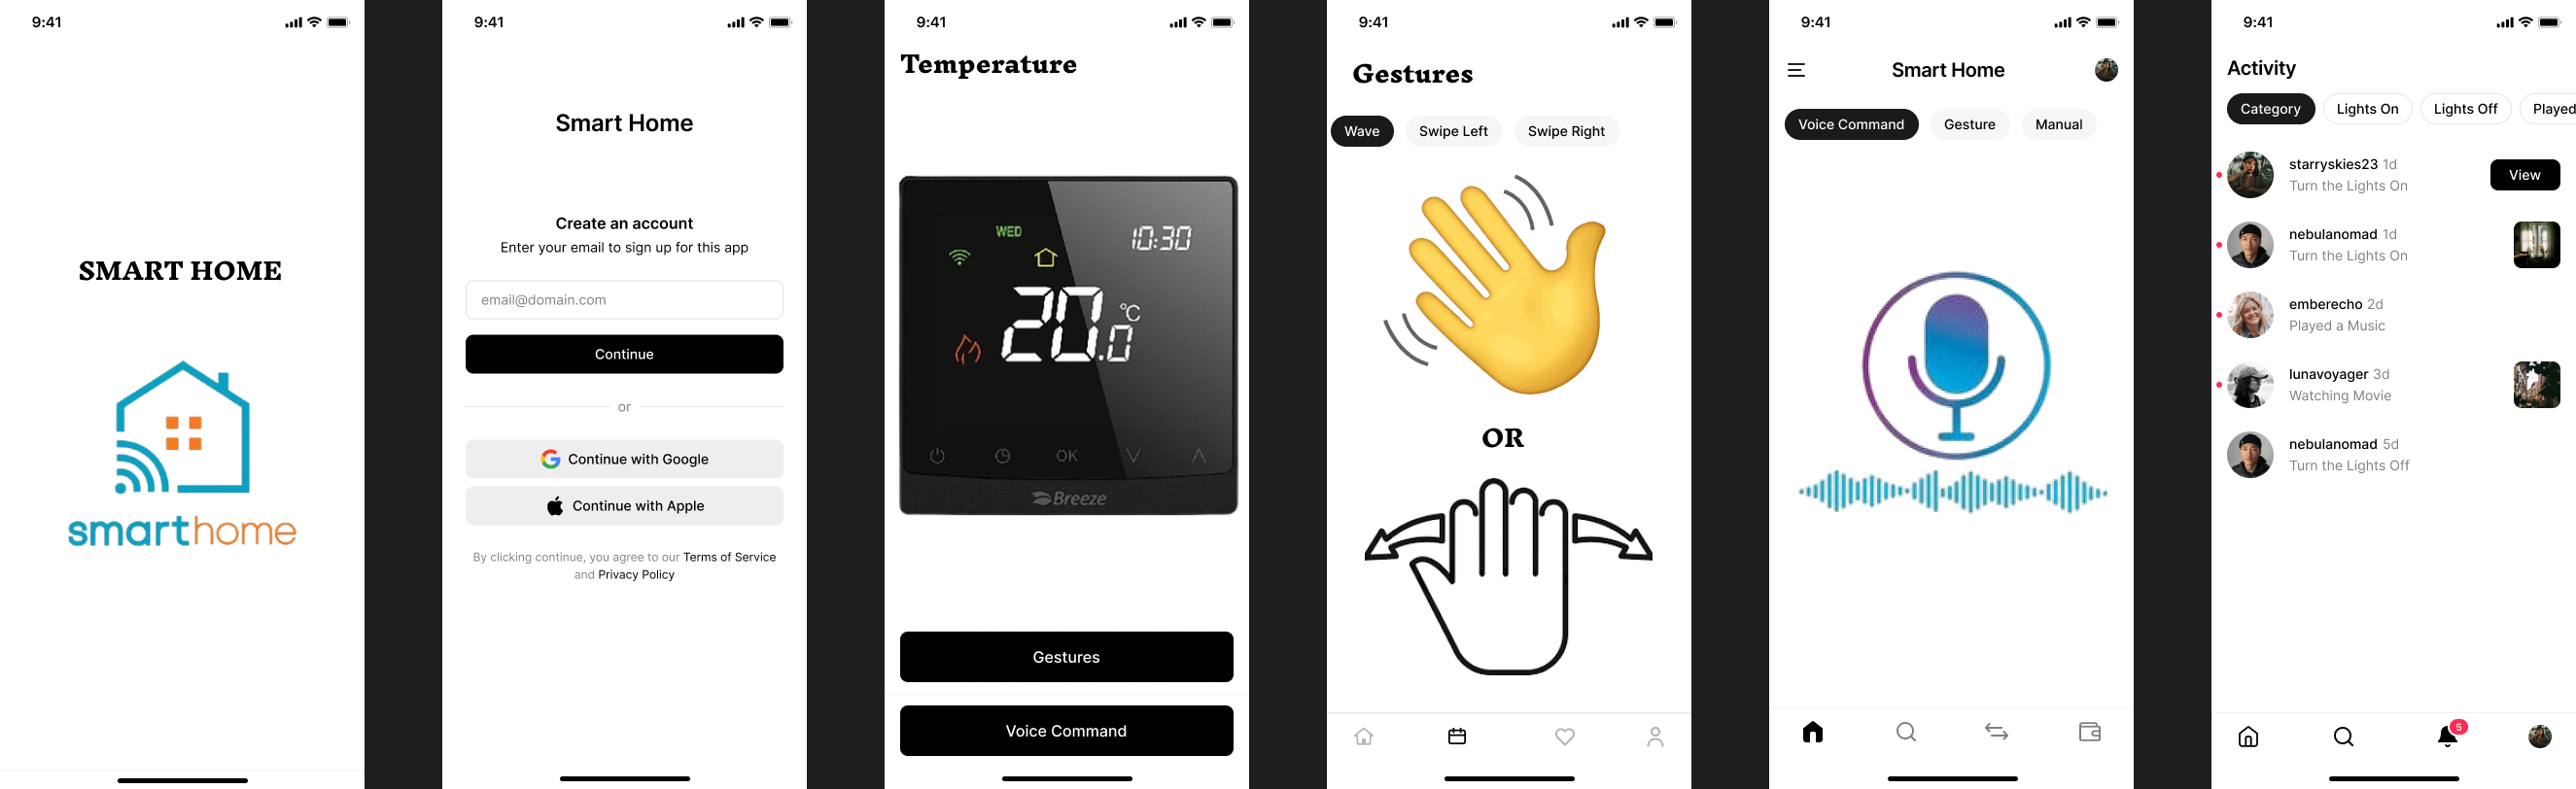 9:41
SMART HOME
smarthome
9:41
Smart Home
Create an account
Enter your email to sign up for this app
email@domain.com
Continue
or
Continue with Google
Continue with Apple
By clicking continue, you agree to our Terms of Service
and Privacy Policy
9:41
Temperature
WED
10:30
20.0 °C
OK
Breeze
Gestures
Voice Command
9:41
Gestures
Wave
Swipe Left
Swipe Right
OR
9:41
Smart Home
Voice Command
Gesture
Manual
9:41
Activity
Category
Lights On
Lights Off
Played
starryskies23 1d
Turn the Lights On
View
nebulanomad 1d
Turn the Lights On
emberecho 2d
Played a Music
lunavoyager 3d
Watching Movie
nebulanomad 5d
Turn the Lights Off
5